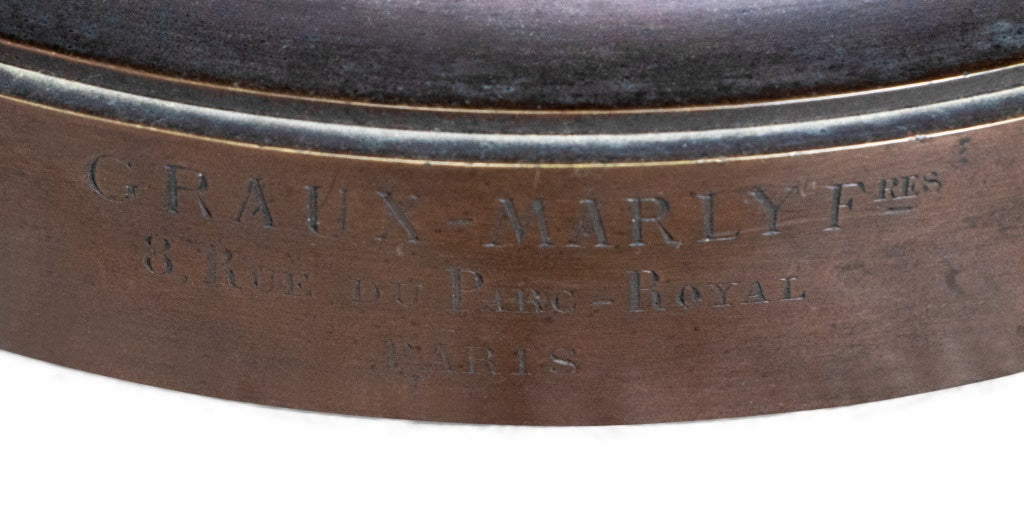 GRAUX-MARLY FRES
8, RUE DU PARC-ROYAL
PARIS